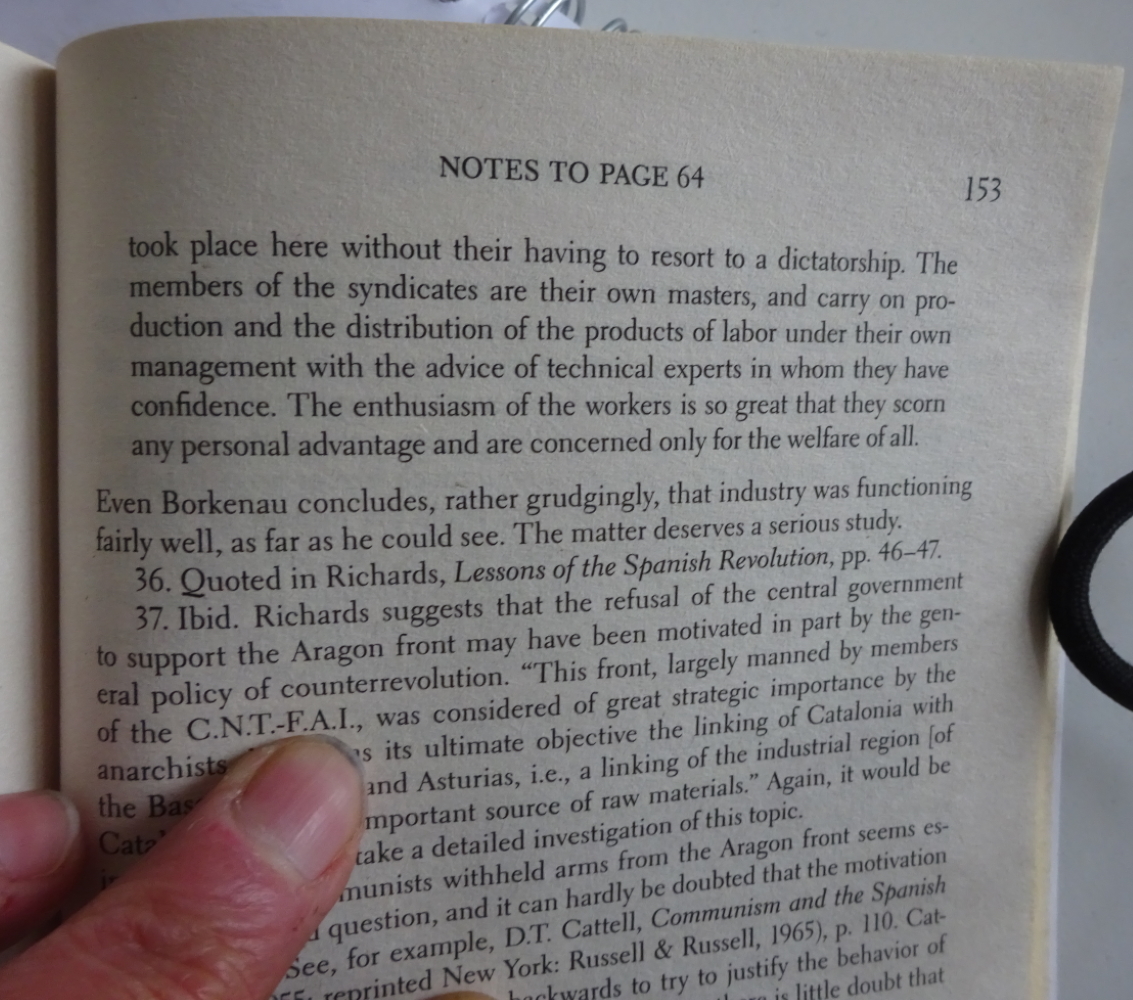 NOTES TO PAGE 64
153
took place here without their having to resort to a dictatorship. The
members of the syndicates are their own masters, and carry on pro-
duction and the distribution of the products of labor under their own
management with the advice of technical experts in whom they have
confidence. The enthusiasm of the workers is so great that they scorn
any personal advantage and are concerned only for the welfare of all.
Even Borkenau concludes, rather grudgingly, that industry was functioning
fairly well, as far as he could see. The matter deserves a serious study.
36. Quoted in Richards, Lessons of the Spanish Revolution, pp. 46–47.
37. Ibid. Richards suggests that the refusal of the central government
to support the Aragon front may have been motivated in part by the gen-
eral policy of counterrevolution. “This front, largely manned by members
of the C.N.T.-F.A.I., was considered of great strategic importance by the
anarchists its ultimate objective the linking of Catalonia with
the and Asturias, i.e., a linking of the industrial region [of
source of raw materials.” Again, it would be
take a detailed investigation of this topic.
withheld arms from the Aragon front seems es-
question, and it can hardly be doubted that the motivation
See, for example, D.T. Cattell, Communism and the Spanish
reprinted New York: Russell & Russell, 1965), p. 110. Cat-
backwards to try to justify the behavior of
is little doubt that